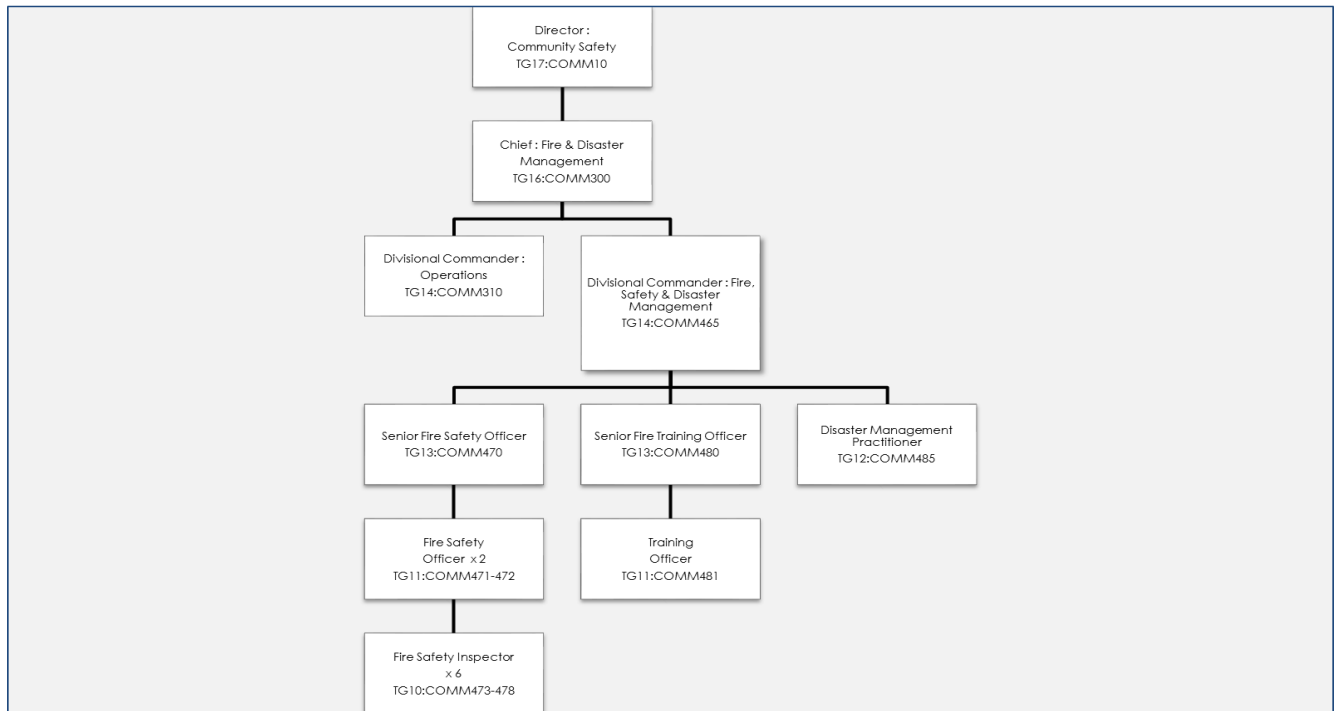 Director :
Community Safety
TG17:COMM10
Chief : Fire & Disaster
Management
TG16:COMM300
Divisional Commander :
Operations
TG14:COMM310
Divisional Commander : Fire,
Safety & Disaster
Management
TG14:COMM465
Senior Fire Safety Officer
TG13:COMM470
Senior Fire Training Officer
TG13:COMM480
Disaster Management
Practitioner
TG12:COMM485
Fire Safety
Officer x 2
TG11:COMM471-472
Training
Officer
TG11:COMM481
Fire Safety Inspector
x 6
TG10:COMM473-478